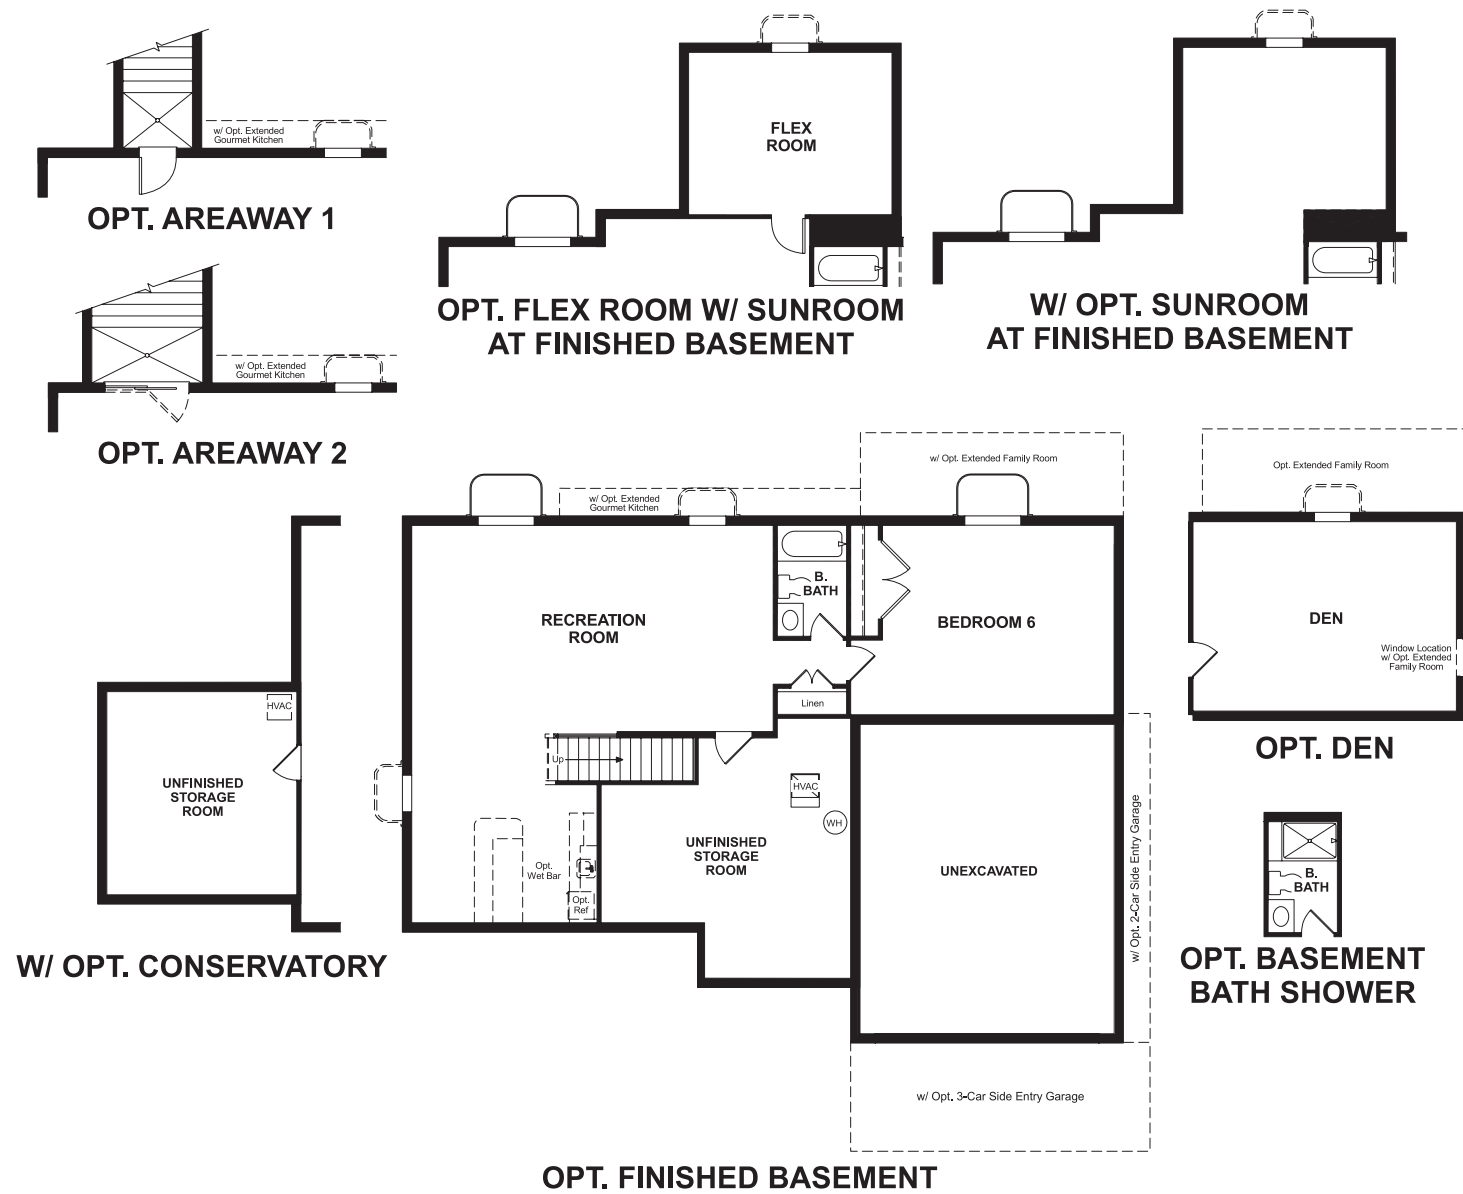 w/ Opt. Extended
Gourmet Kitchen
OPT. AREAWAY 1
FLEX
ROOM
OPT. FLEX ROOM W/ SUNROOM
AT FINISHED BASEMENT
W/ OPT. SUNROOM
AT FINISHED BASEMENT
w/ Opt. Extended
Gourmet Kitchen
OPT. AREAWAY 2
HVAC
UNFINISHED
STORAGE
ROOM
W/ OPT. CONSERVATORY
w/ Opt. Extended
Gourmet Kitchen
w/ Opt. Extended Family Room
RECREATION
ROOM
B.
BATH
BEDROOM 6
Linen
Up
HVAC
WH
UNFINISHED
STORAGE
ROOM
Opt.
Wet Bar
Opt.
Ref
UNEXCAVATED
w/ Opt. 2-Car Side Entry Garage
w/ Opt. 3-Car Side Entry Garage
OPT. FINISHED BASEMENT
Opt. Extended Family Room
DEN
Window Location
w/ Opt. Extended
Family Room
OPT. DEN
B.
BATH
OPT. BASEMENT
BATH SHOWER